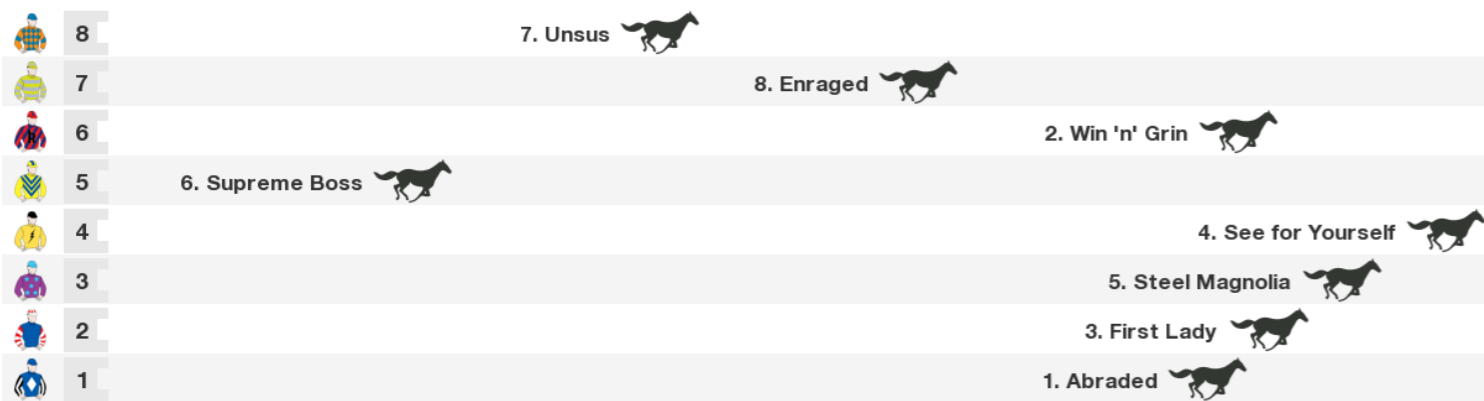 8 7. Unsus
7 8. Enraged
6 2. Win 'n' Grin
5 6. Supreme Boss
4 4. See for Yourself
3 5. Steel Magnolia
2 3. First Lady
1 1. Abraded